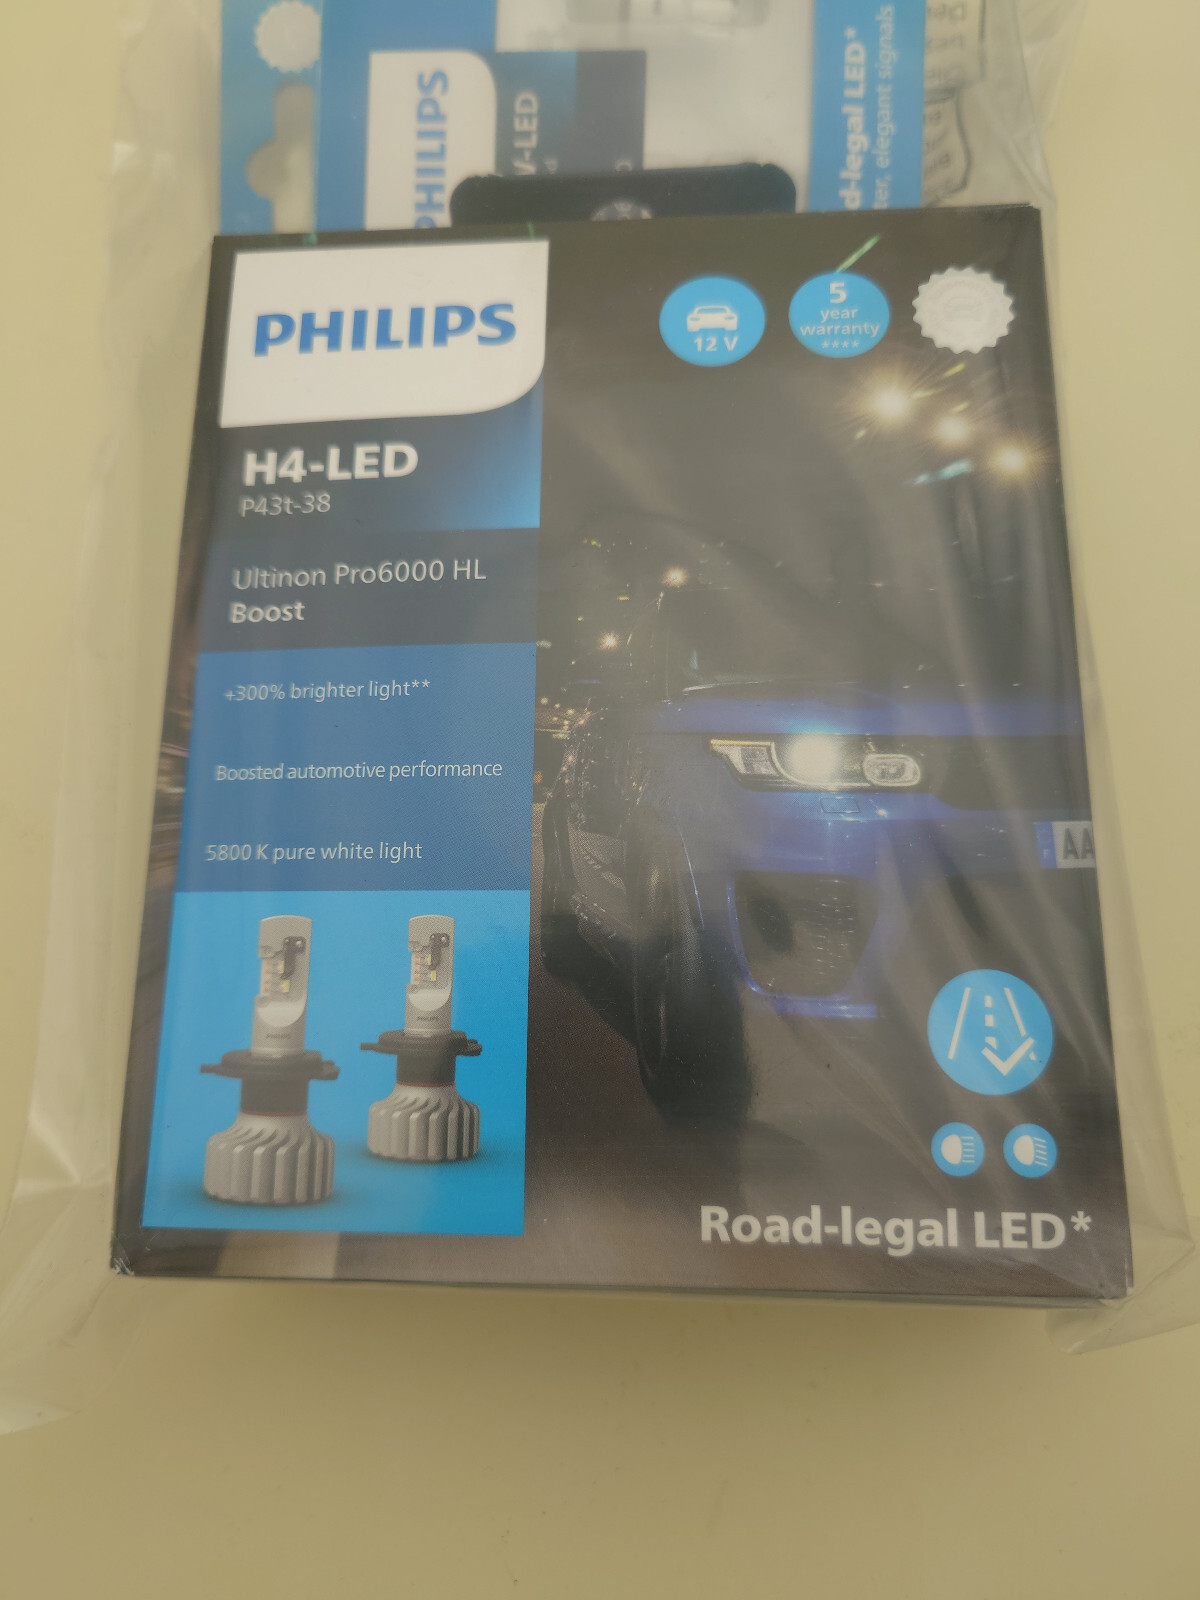 PHILIPS
V-LED
d-legal LED*
ter, elegant signals
PHILIPS
12 V
5
year
warranty
****
H4-LED
P43t-38
Ultinon Pro6000 HL
Boost
+300% brighter light**
Boosted automotive performance
5800 K pure white light
PHILIPS
AA
Road-legal LED*